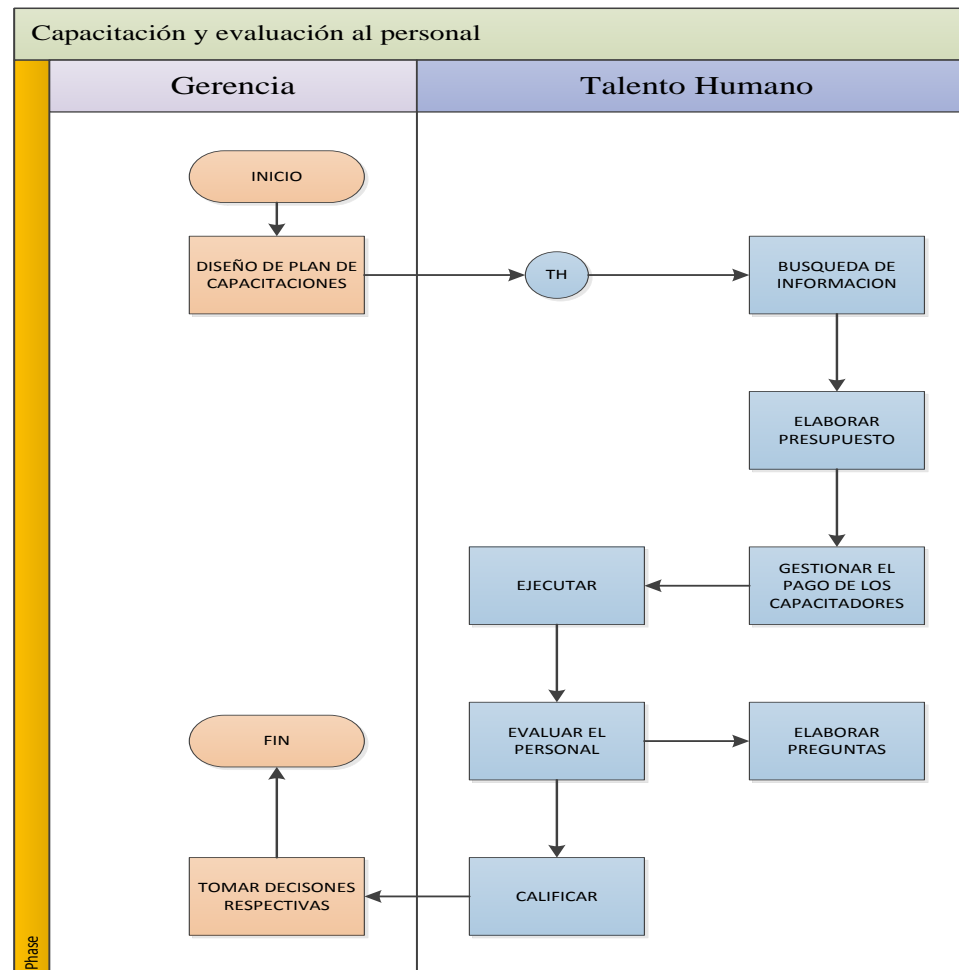 Capacitación y evaluación al personal
Gerencia
Talento Humano
INICIO
DISEÑO DE PLAN DE
CAPACITACIONES
TH
BUSQUEDA DE
INFORMACION
ELABORAR
PRESUPUESTO
EJECUTAR
GESTIONAR EL
PAGO DE LOS
CAPACITADORES
FIN
EVALUAR EL
PERSONAL
ELABORAR
PREGUNTAS
TOMAR DECISONES
RESPECTIVAS
CALIFICAR
Phase